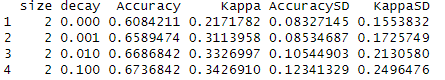 size decay Accuracy Kappa AccuracySD KappaSD
1 2 0.000 0.6084211 0.2171782 0.08327145 0.1553832
2 2 0.001 0.6589474 0.3113958 0.08534687 0.1725749
3 2 0.010 0.6686842 0.3326997 0.10544903 0.2130580
4 2 0.100 0.6736842 0.3426910 0.12341329 0.2496476